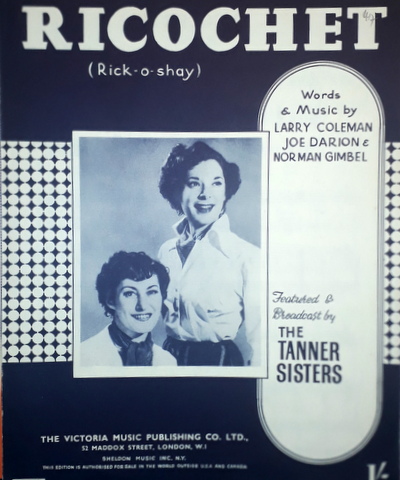 RICOCHET
(Rick-o-shay)
Words
& Music by
LARRY COLEMAN
JOE DARION &
NORMAN GIMBEL
Featured &
Broadcast by
THE
TANNER
SISTERS
THE VICTORIA MUSIC PUBLISHING CO. LTD.,
52 MADDOX STREET, LONDON, W.1
SHELDON MUSIC INC. N.Y.
THIS EDITION IS AUTHORISED FOR SALE IN THE WORLD OUTSIDE U.S.A. AND CANADA
1/-